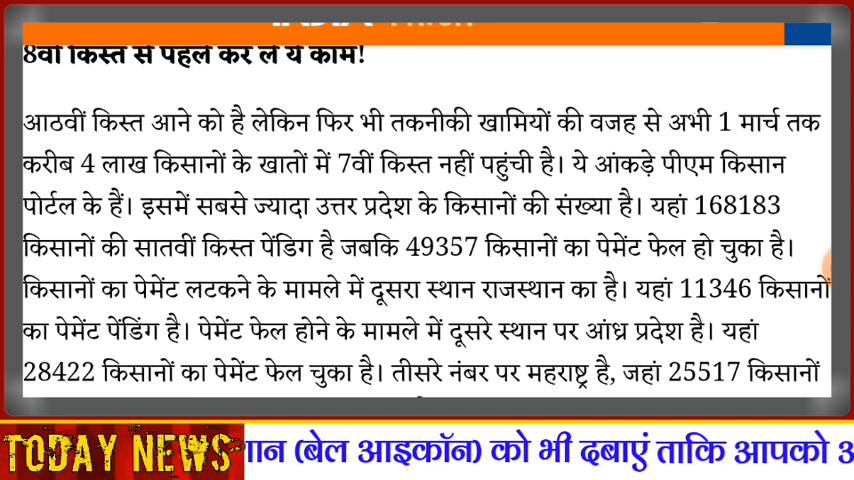 8वीं किस्त से पहले कर लें ये काम!
आठवीं किस्त आने को है लेकिन फिर भी तकनीकी खामियों की वजह से अभी 1 मार्च तक
करीब 4 लाख किसानों के खातों में 7वीं किस्त नहीं पहुंची है। ये आंकड़े पीएम किसान
पोर्टल के हैं। इसमें सबसे ज्यादा उत्तर प्रदेश के किसानों की संख्या है। यहां 168183
किसानों की सातवीं किस्त पेंडिंग है जबकि 49357 किसानों का पेमेंट फेल हो चुका है।
किसानों का पेमेंट लटकने के मामले में दूसरा स्थान राजस्थान का है। यहां 11346 किसानों
का पेमेंट पेंडिंग है। पेमेंट फेल होने के मामले में दूसरे स्थान पर आंध्र प्रदेश है। यहां
28422 किसानों का पेमेंट फेल चुका है। तीसरे नंबर पर महराष्ट्र है, जहां 25517 किसानों
TODAY NEWS (बेल आइकॉन) को भी दबाएं ताकि आपको